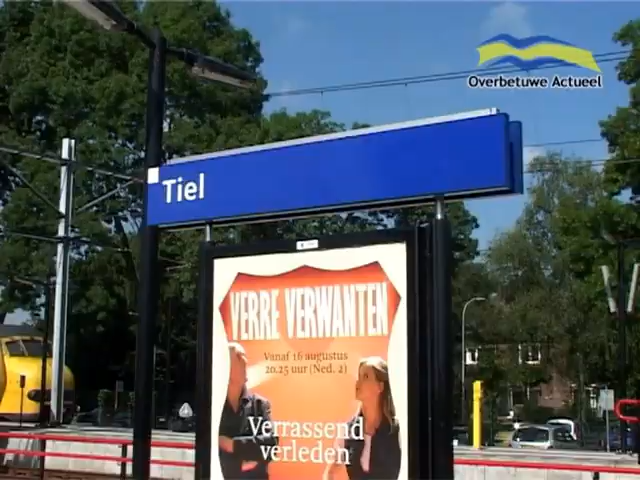 Overbetuwe Actueel
Tiel
VERRE VERWANTEN
Vanaf 16 augustus
20.25 uur (Ned. 2)
Verrassend
verleden